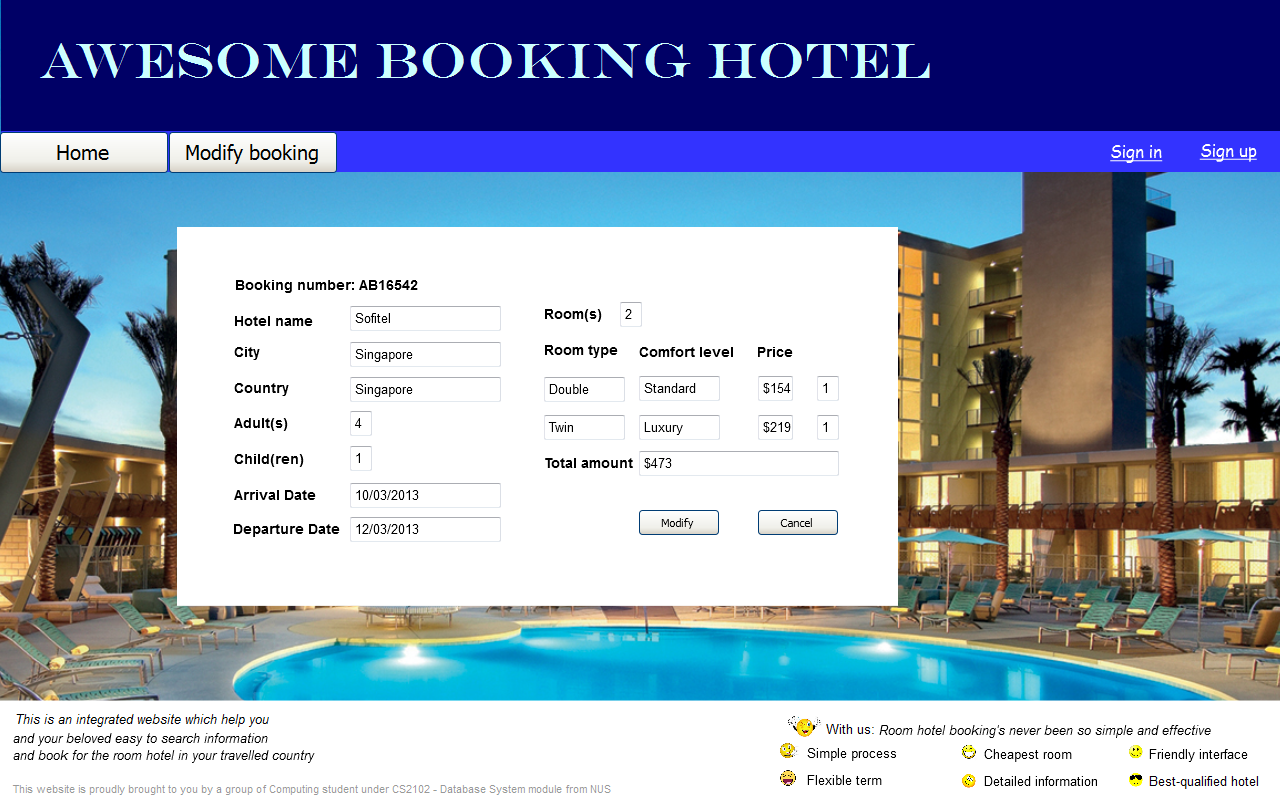 AWESOME BOOKING HOTEL
Home
Modify booking
Sign in
Sign up
Booking number: AB16542
Hotel name Sofitel
City Singapore
Country Singapore
Adult(s) 4
Child(ren) 1
Arrival Date 10/03/2013
Departure Date 12/03/2013
Room(s) 2
Room type Comfort level Price
Double Standard $154 1
Twin Luxury $219 1
Total amount $473
Modify Cancel
This is an integrated website which help you
and your beloved easy to search information
and book for the room hotel in your travelled country
This website is proudly brought to you by a group of Computing student under CS2102 - Database System module from NUS
With us: Room hotel booking's never been so simple and effective
Simple process Cheapest room Friendly interface
Flexible term Detailed information Best-qualified hotel